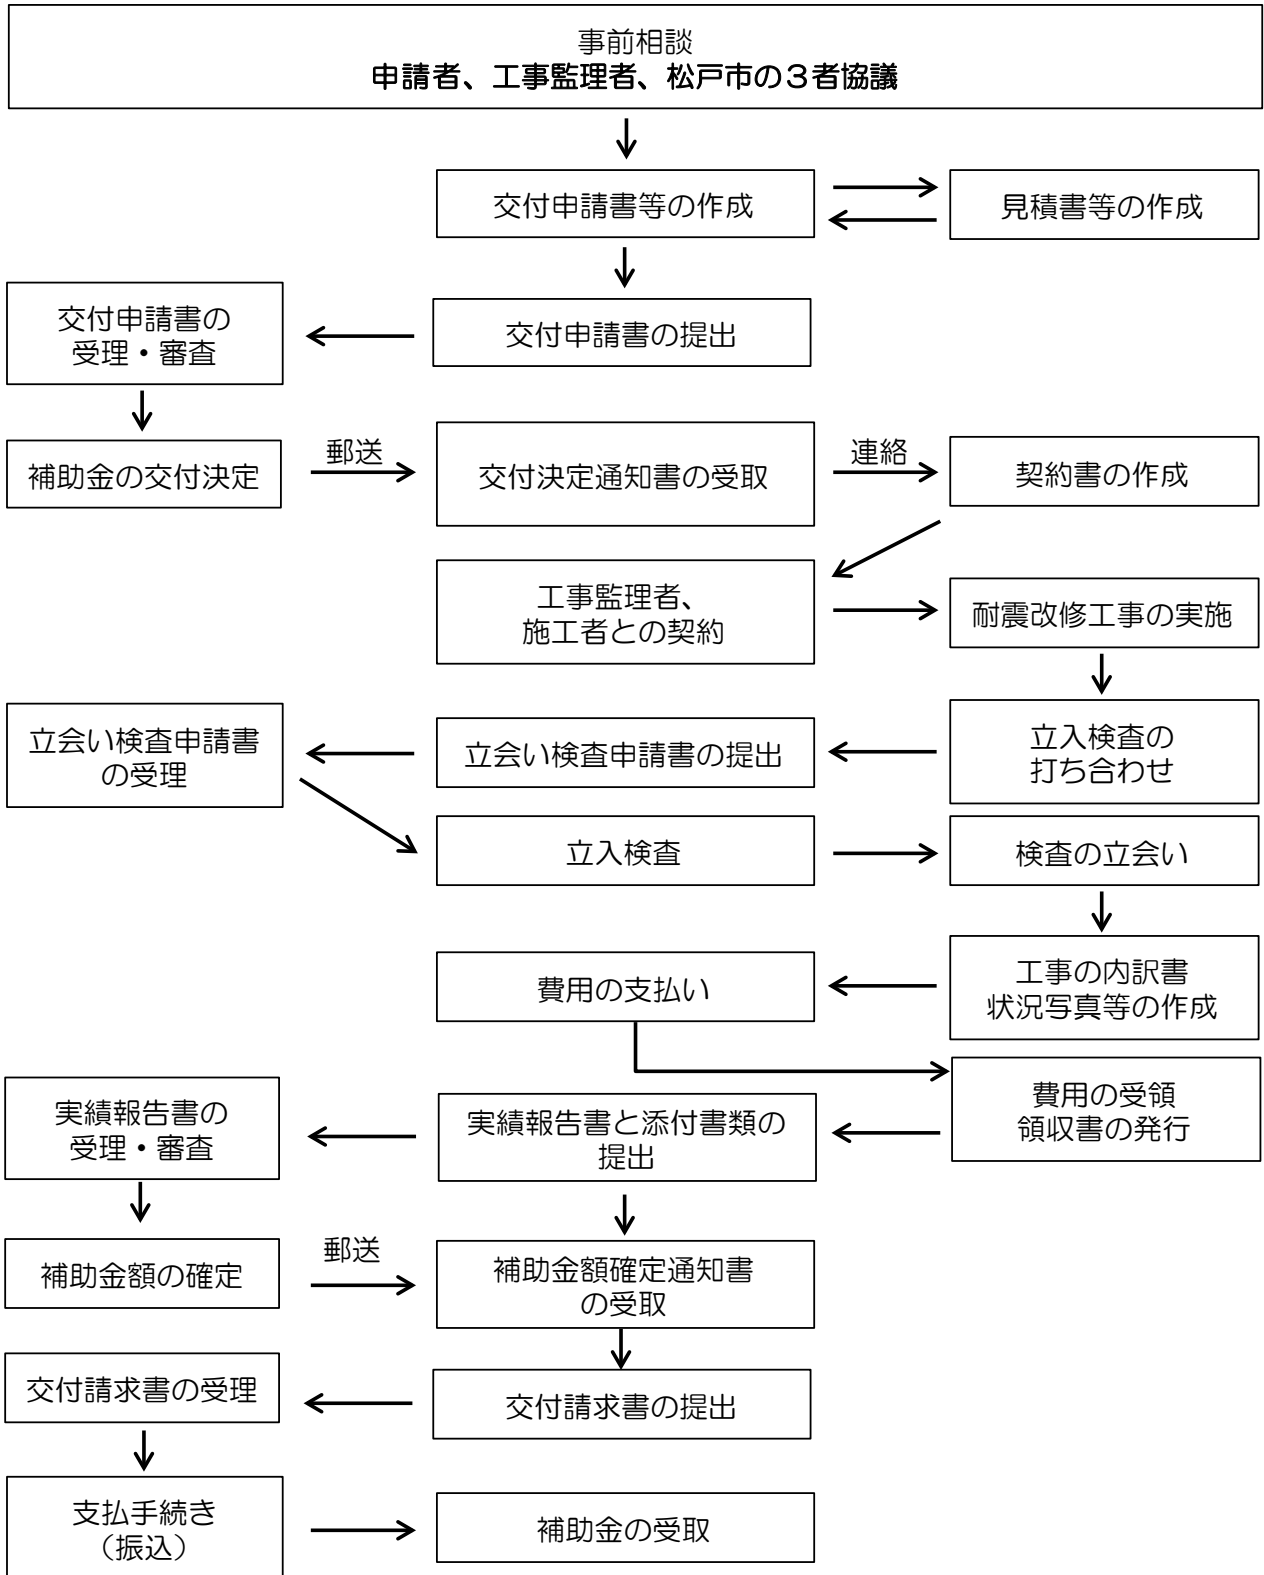 事前相談
申請者、工事監理者、松戸市の３者協議
交付申請書等の作成
見積書等の作成
交付申請書の
受理・審査
交付申請書の提出
補助金の交付決定
郵送
交付決定通知書の受取
連絡
契約書の作成
工事監理者、
施工者との契約
耐震改修工事の実施
立会い検査申請書
の受理
立会い検査申請書の提出
立入検査の
打ち合わせ
立入検査
検査の立会い
費用の支払い
工事の内訳書
状況写真等の作成
実績報告書の
受理・審査
実績報告書と添付書類の
提出
費用の受領
領収書の発行
補助金額の確定
郵送
補助金額確定通知書
の受取
交付請求書の受理
交付請求書の提出
支払手続き
（振込）
補助金の受取